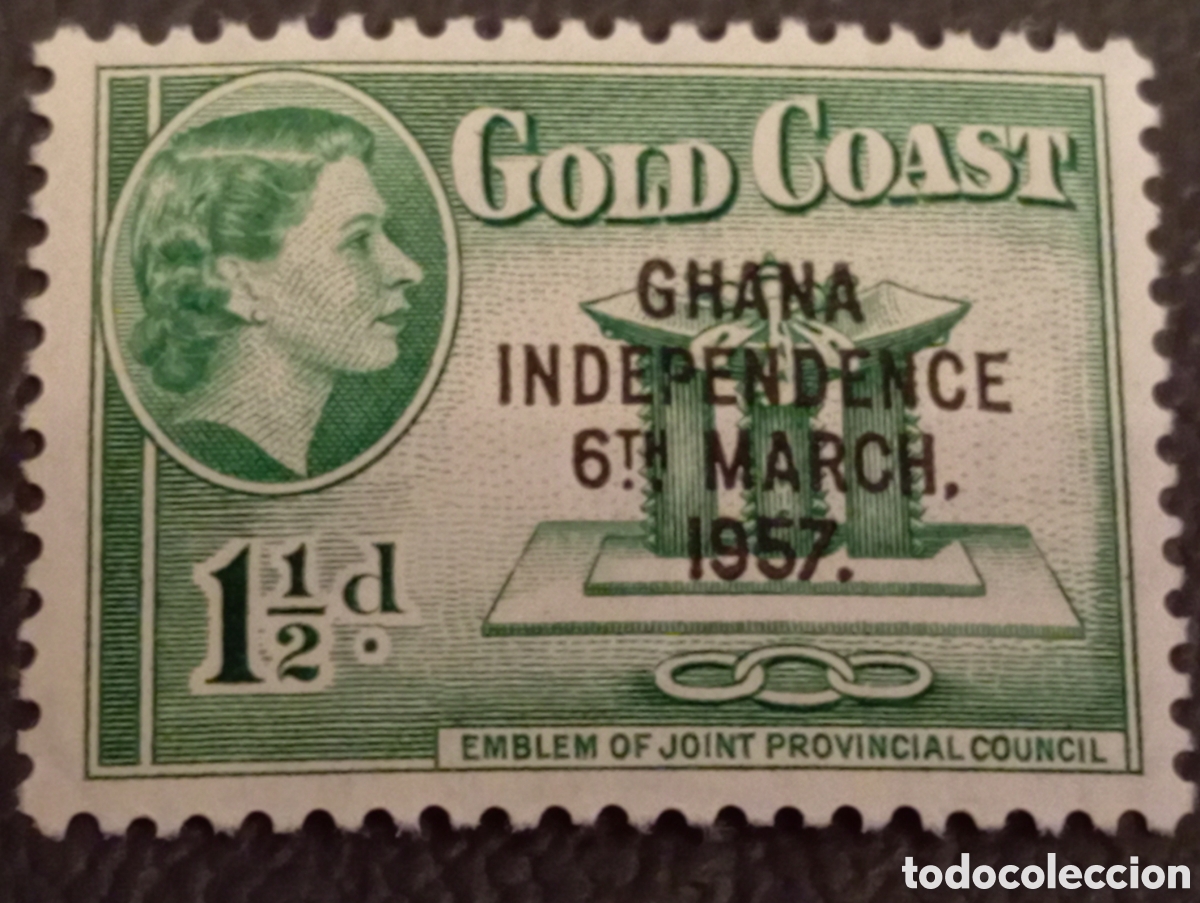 GOLD COAST
GHANA
INDEPENDENCE
6TH MARCH,
1957.
1½d.
EMBLEM OF JOINT PROVINCIAL COUNCIL
todocoleccion